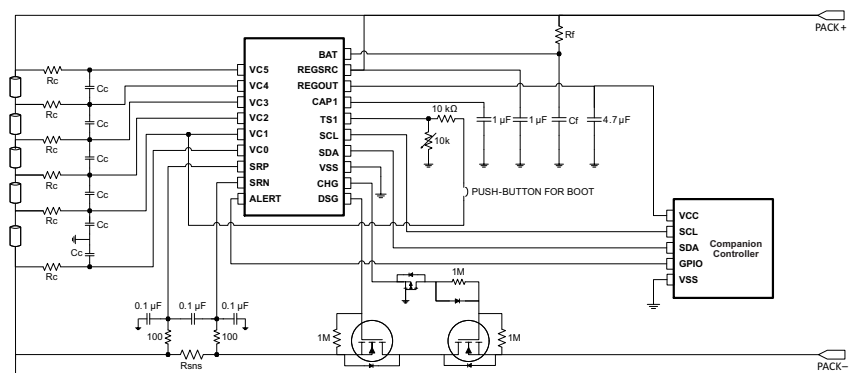 PACK+
Rf
BAT
REGSRC
REGOUT
CAP1
TS1
SCL
SDA
VSS
CHG
DSG
VC5
VC4
VC3
VC2
VC1
VC0
SRP
SRN
ALERT
Rc
Cc
Rc
Cc
Rc
Cc
Rc
Cc
Rc
Cc
Cc
Rc
10 kΩ
10k
1 µF
1 µF
Cf
4.7 µF
PUSH-BUTTON FOR BOOT
VCC
SCL
SDA
GPIO
VSS
Companion
Controller
1M
0.1 µF
0.1 µF
0.1 µF
100
100
Rsns
1M
1M
PACK–